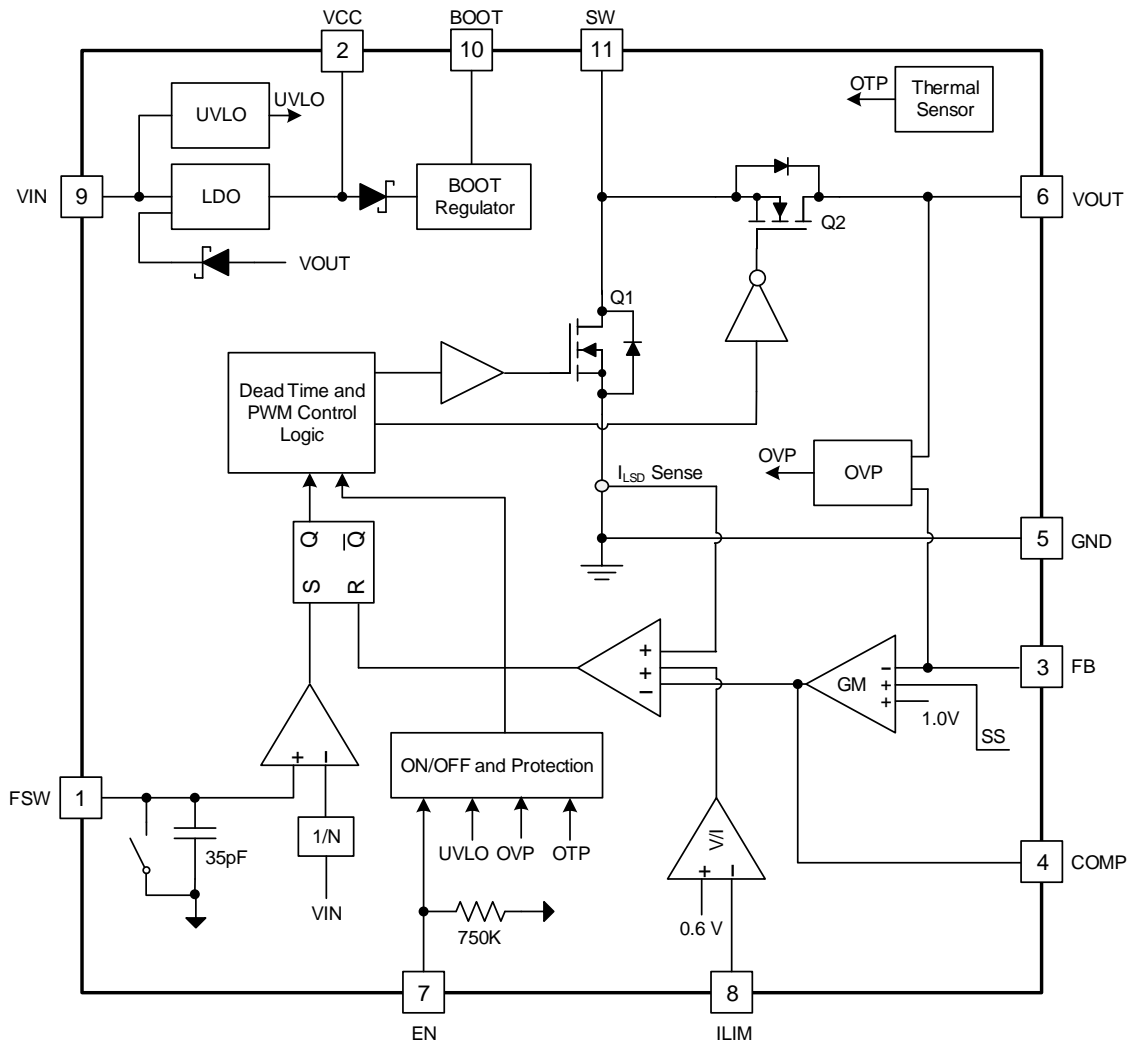 VCC
BOOT
SW
2
10
11
UVLO
UVLO
OTP
Thermal
Sensor
VIN
9
LDO
BOOT
Regulator
6
VOUT
Q2
VOUT
Q1
Dead Time and
PWM Control
Logic
OVP
OVP
I_LSD Sense
Q
Q̅
S
R
5
GND
+
+
−
GM
−
+
+
1.0V
SS
3
FB
ON/OFF and Protection
+
−
FSW
1
35pF
1/N
VIN
UVLO
OVP
OTP
V/I
+
−
0.6 V
4
COMP
750K
7
EN
8
ILIM